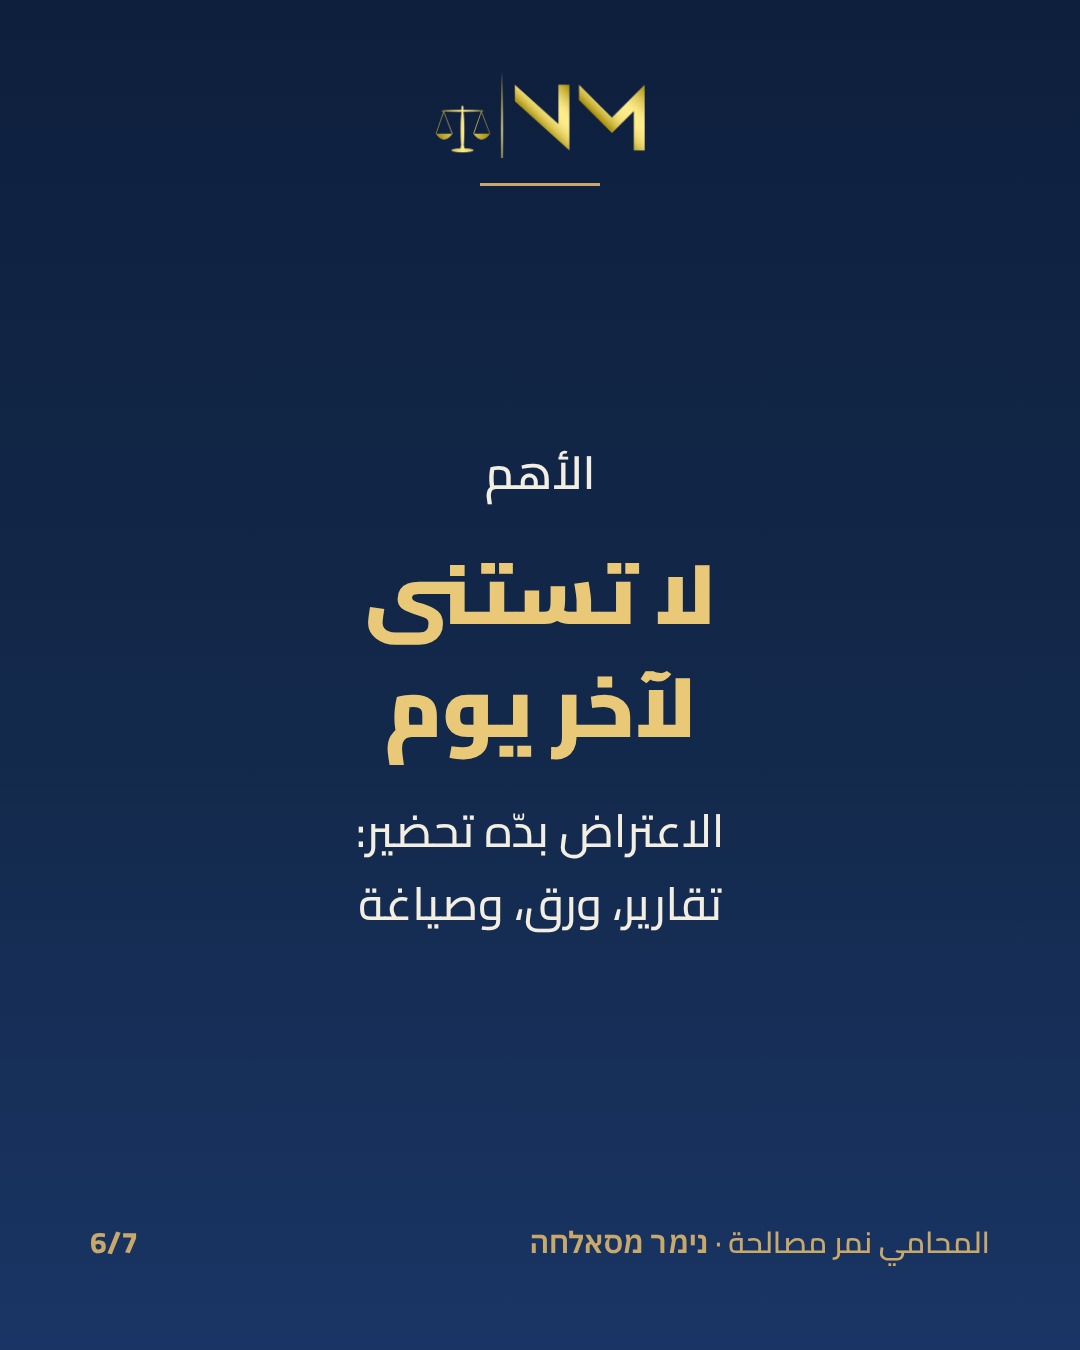 NM
الأهم
لا تستنى
لآخر يوم
الاعتراض بدّه تحضير:
تقارير، ورق، وصياغة
المحامي نمر مصالحة · נימר מסאלחה
6/7